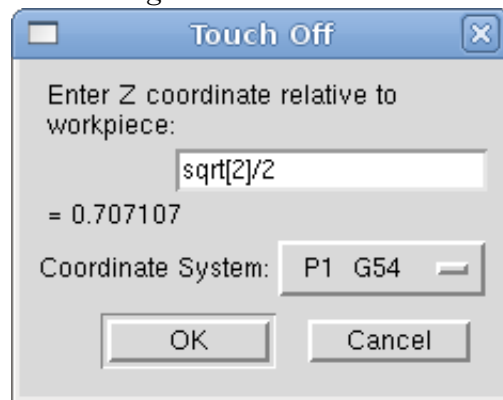 Touch Off
Enter Z coordinate relative to
workpiece:
sqrt[2]/2
= 0.707107
Coordinate System: P1 G54
OK Cancel